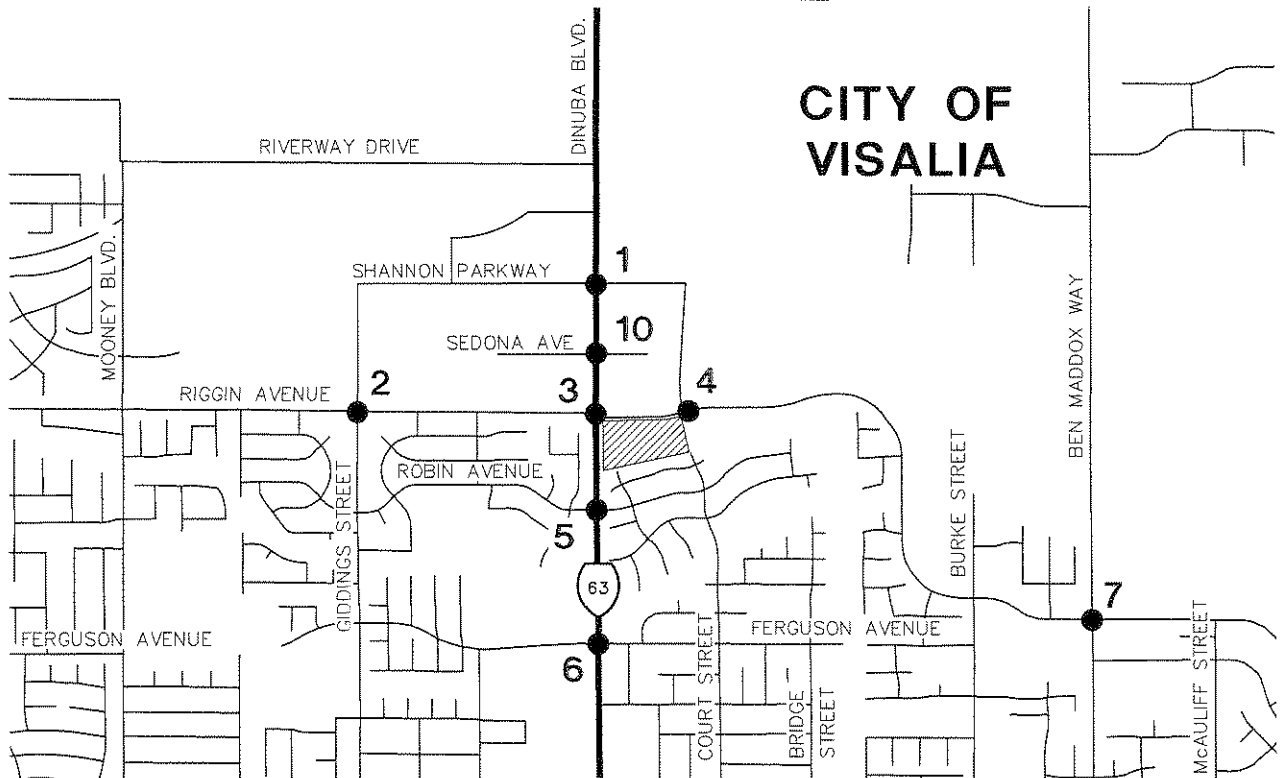 DINUBA BLVD.
CITY OF
VISALIA
RIVERWAY DRIVE
MOONEY BLVD.
SHANNON PARKWAY
1
BEN MADDOX WAY
SEDONA AVE
10
RIGGIN AVENUE
2
3
4
ROBIN AVENUE
GIDDINGS STREET
5
BURKE STREET
63
7
FERGUSON AVENUE
FERGUSON AVENUE
6
COURT STREET
BRIDGE
STREET
McAULIFF STREET